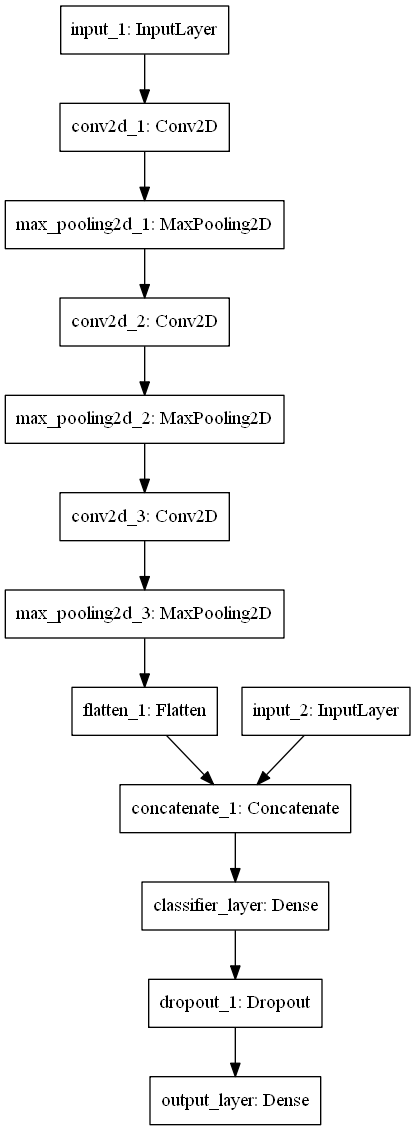 input_1: InputLayer
conv2d_1: Conv2D
max_pooling2d_1: MaxPooling2D
conv2d_2: Conv2D
max_pooling2d_2: MaxPooling2D
conv2d_3: Conv2D
max_pooling2d_3: MaxPooling2D
flatten_1: Flatten
input_2: InputLayer
concatenate_1: Concatenate
classifier_layer: Dense
dropout_1: Dropout
output_layer: Dense